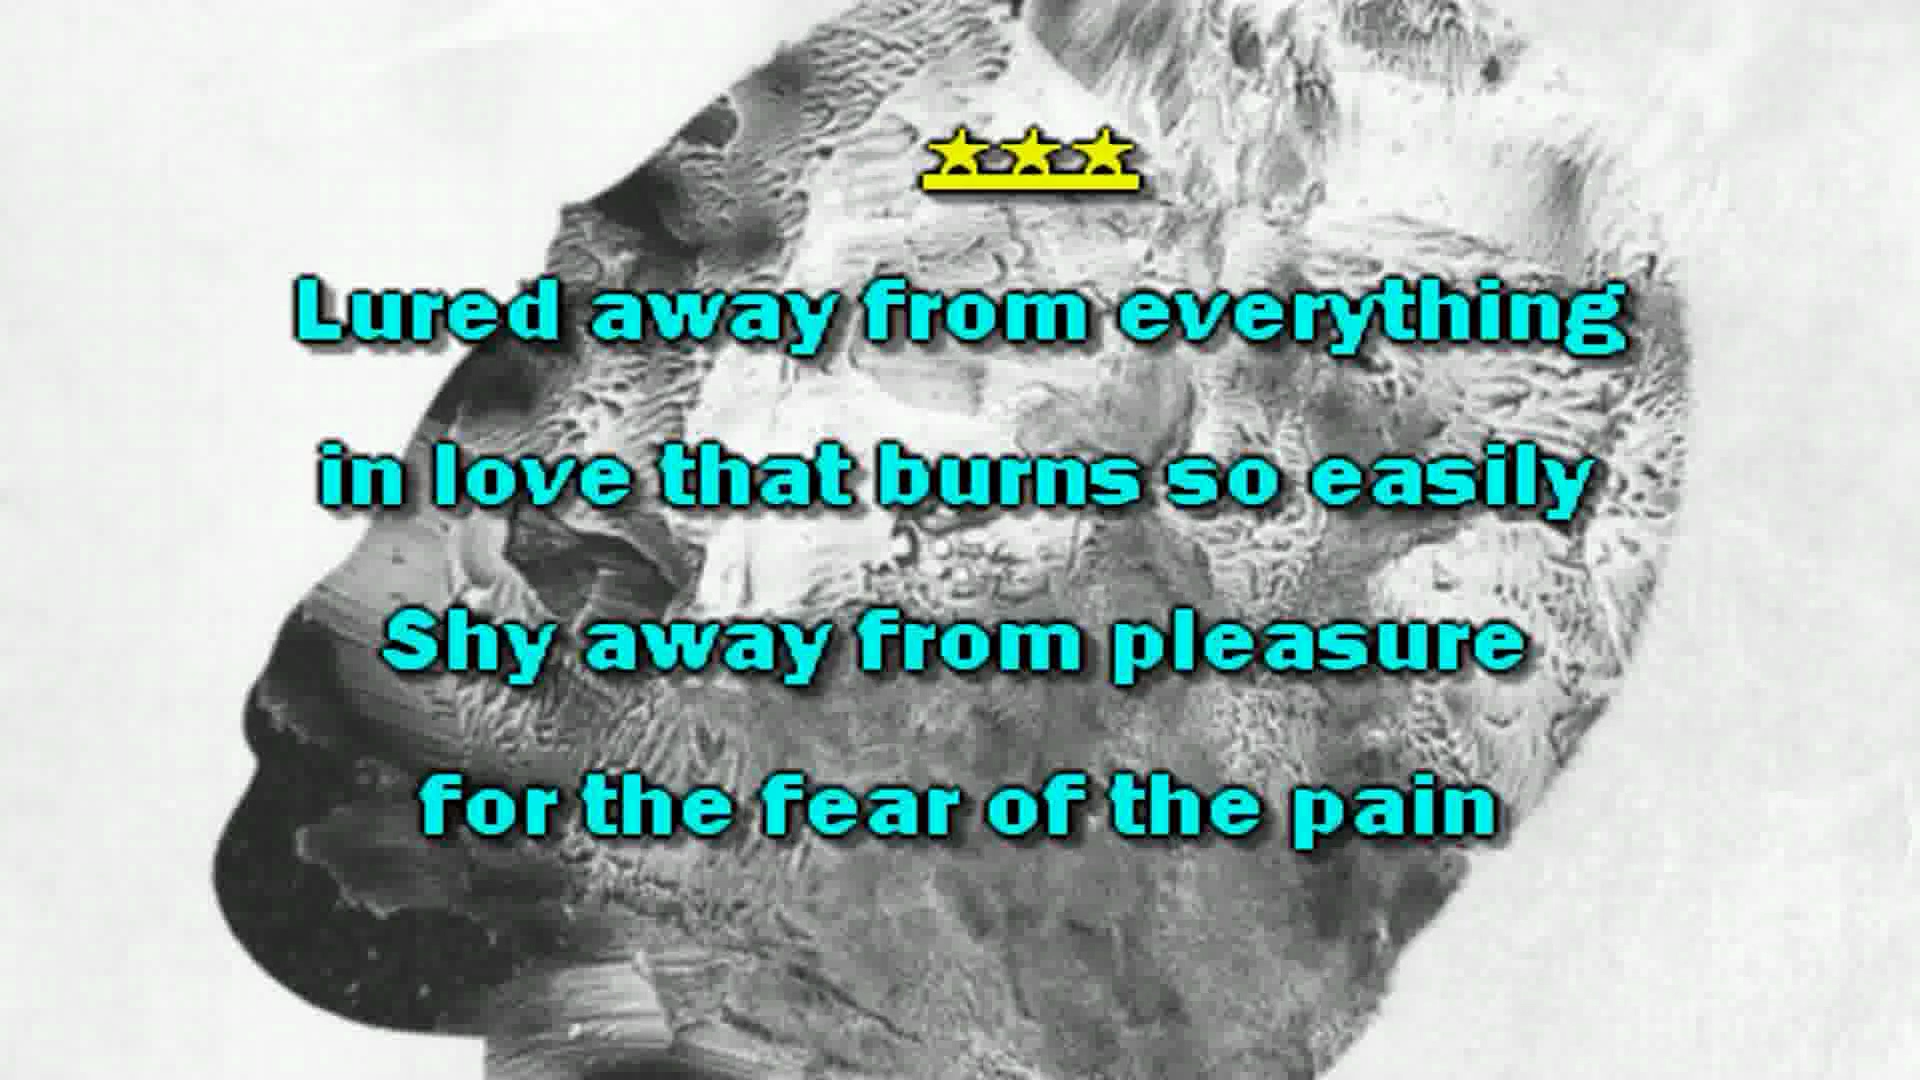 Lured away from everything
in love that burns so easily
Shy away from pleasure
for the fear of the pain